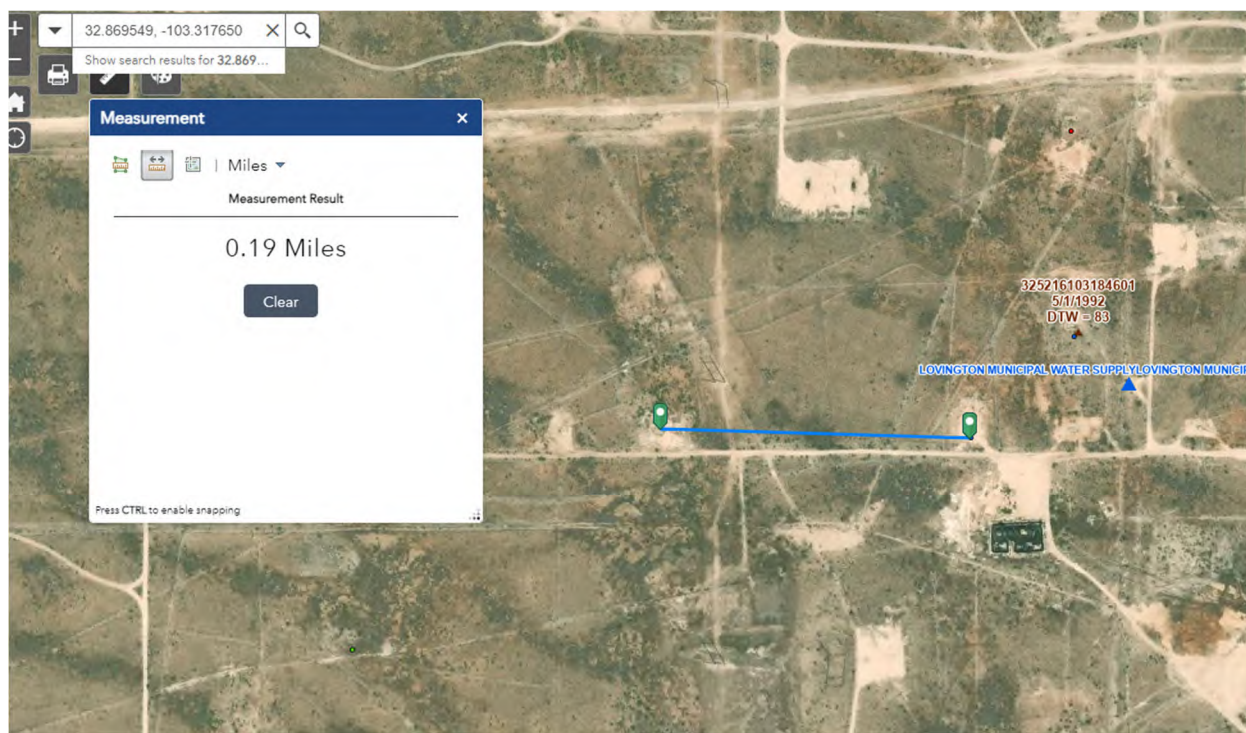 32.869549, -103.317650
Show search results for 32.869...
Measurement
Miles
Measurement Result
0.19 Miles
Clear
Press CTRL to enable snapping
325216103184601
5/1/1992
DTW = 83
LOVINGTON MUNICIPAL WATER SUPPLYLOVINGTON MUNICIP